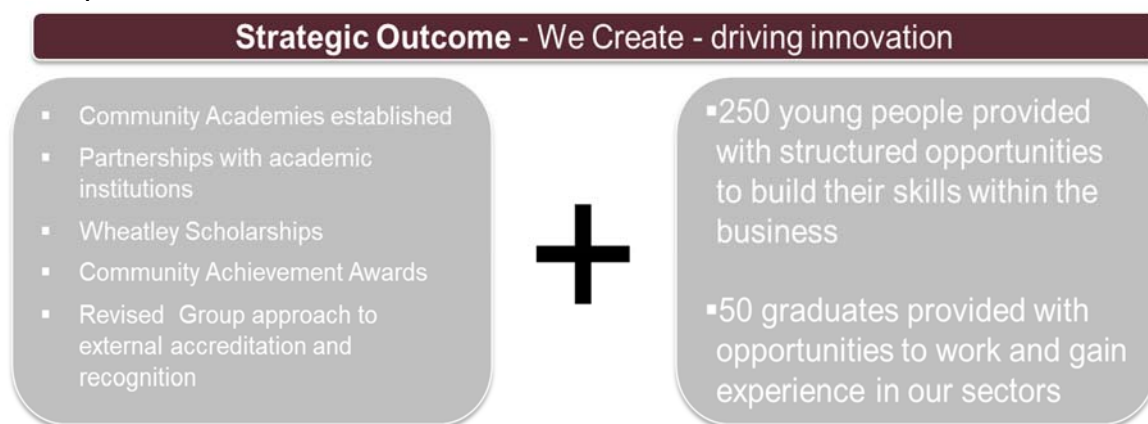 Strategic Outcome - We Create - driving innovation
▪ Community Academies established
▪ Partnerships with academic
institutions
▪ Wheatley Scholarships
▪ Community Achievement Awards
▪ Revised Group approach to
external accreditation and
recognition
+
▪250 young people provided
with structured opportunities
to build their skills within the
business
▪50 graduates provided with
opportunities to work and gain
experience in our sectors